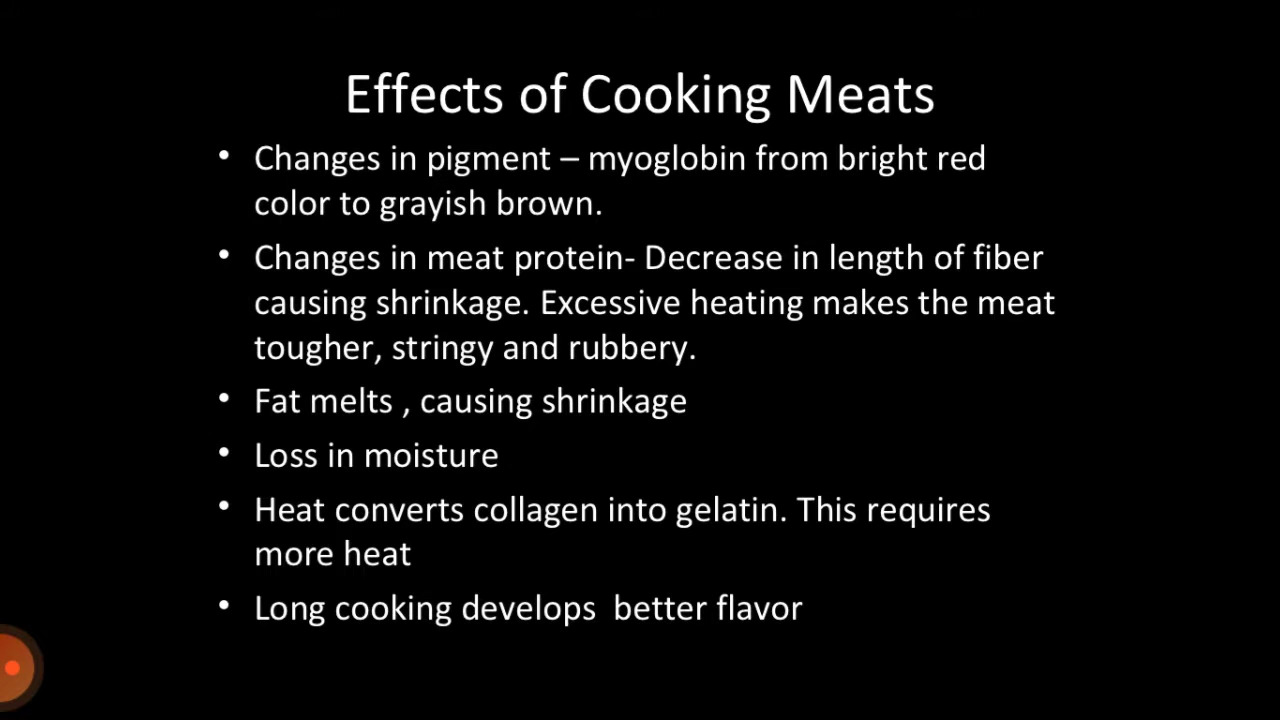 Effects of Cooking Meats
• Changes in pigment – myoglobin from bright red
color to grayish brown.
• Changes in meat protein- Decrease in length of fiber
causing shrinkage. Excessive heating makes the meat
tougher, stringy and rubbery.
• Fat melts , causing shrinkage
• Loss in moisture
• Heat converts collagen into gelatin. This requires
more heat
• Long cooking develops  better flavor